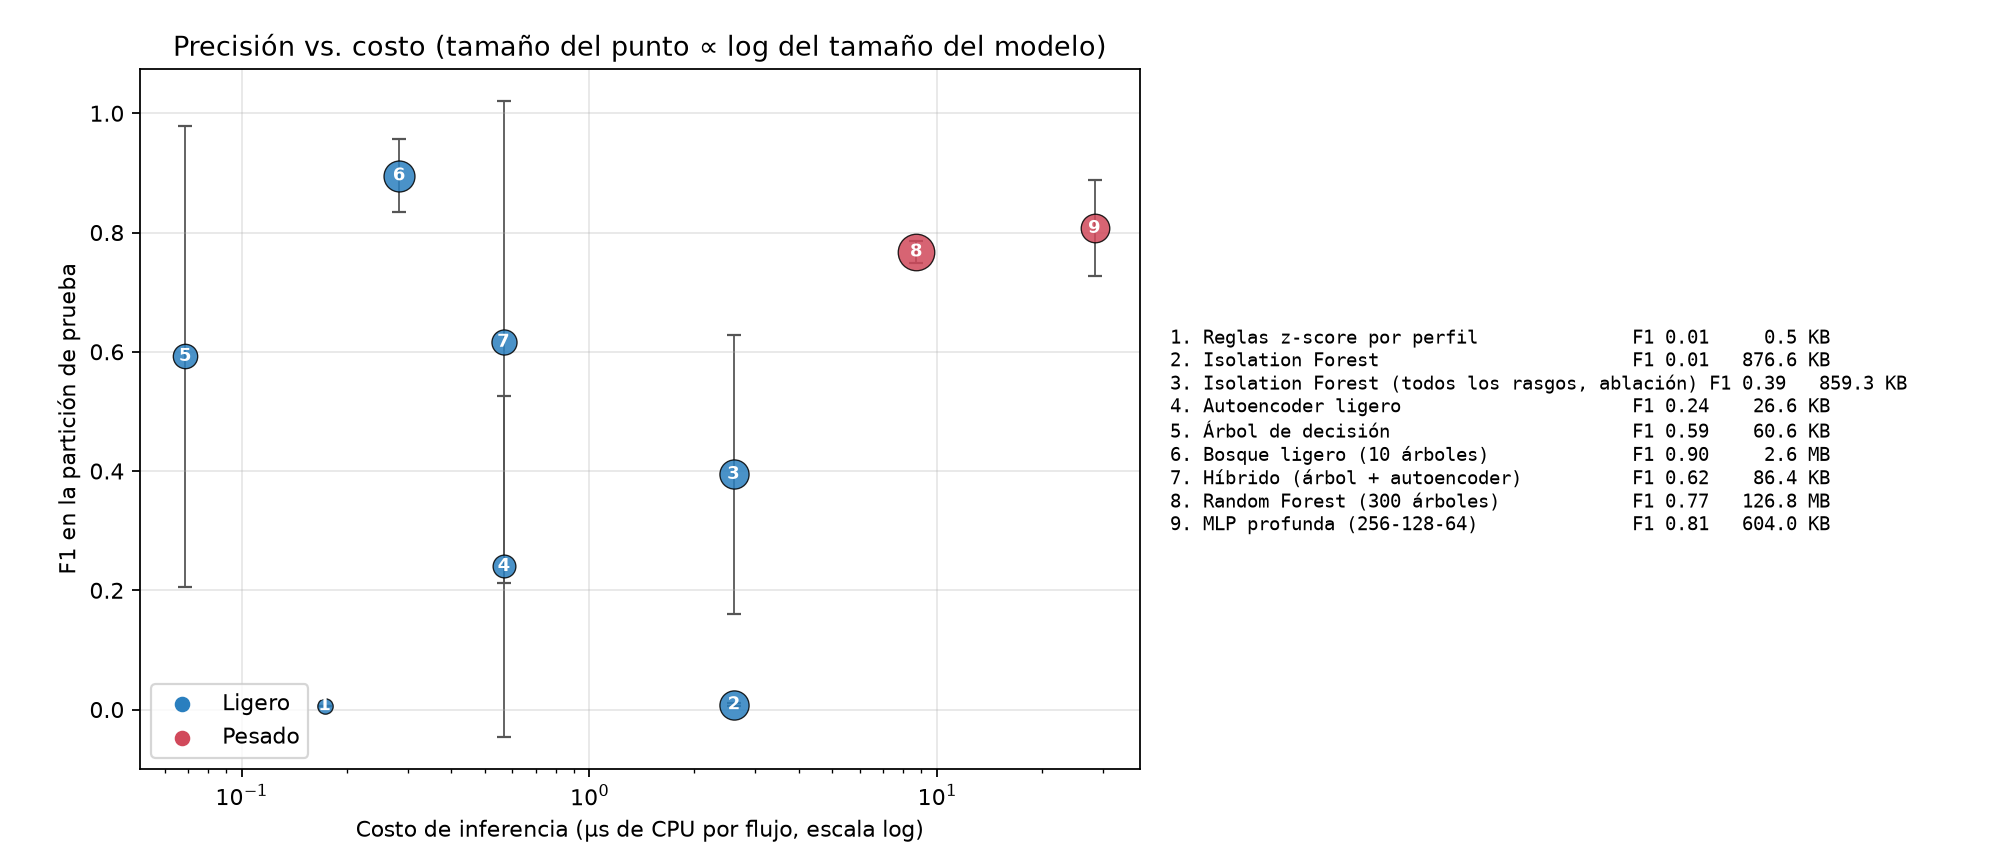 Precisión vs. costo (tamaño del punto ∝ log del tamaño del modelo)
F1 en la partición de prueba
1.0
0.8
0.6
0.4
0.2
0.0
5
6
7
4
3
2
1
8
9
Ligero
Pesado
10⁻¹
10⁰
10¹
Costo de inferencia (µs de CPU por flujo, escala log)
1. Reglas z-score por perfil F1 0.01 0.5 KB
2. Isolation Forest F1 0.01 876.6 KB
3. Isolation Forest (todos los rasgos, ablación) F1 0.39 859.3 KB
4. Autoencoder ligero F1 0.24 26.6 KB
5. Árbol de decisión F1 0.59 60.6 KB
6. Bosque ligero (10 árboles) F1 0.90 2.6 MB
7. Híbrido (árbol + autoencoder) F1 0.62 86.4 KB
8. Random Forest (300 árboles) F1 0.77 126.8 MB
9. MLP profunda (256-128-64) F1 0.81 604.0 KB